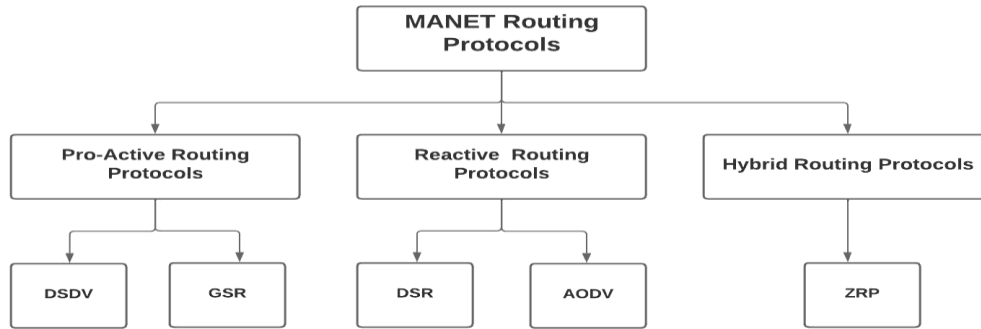 MANET Routing
Protocols
Pro-Active Routing
Protocols
Reactive Routing
Protocols
Hybrid Routing Protocols
DSDV
GSR
DSR
AODV
ZRP